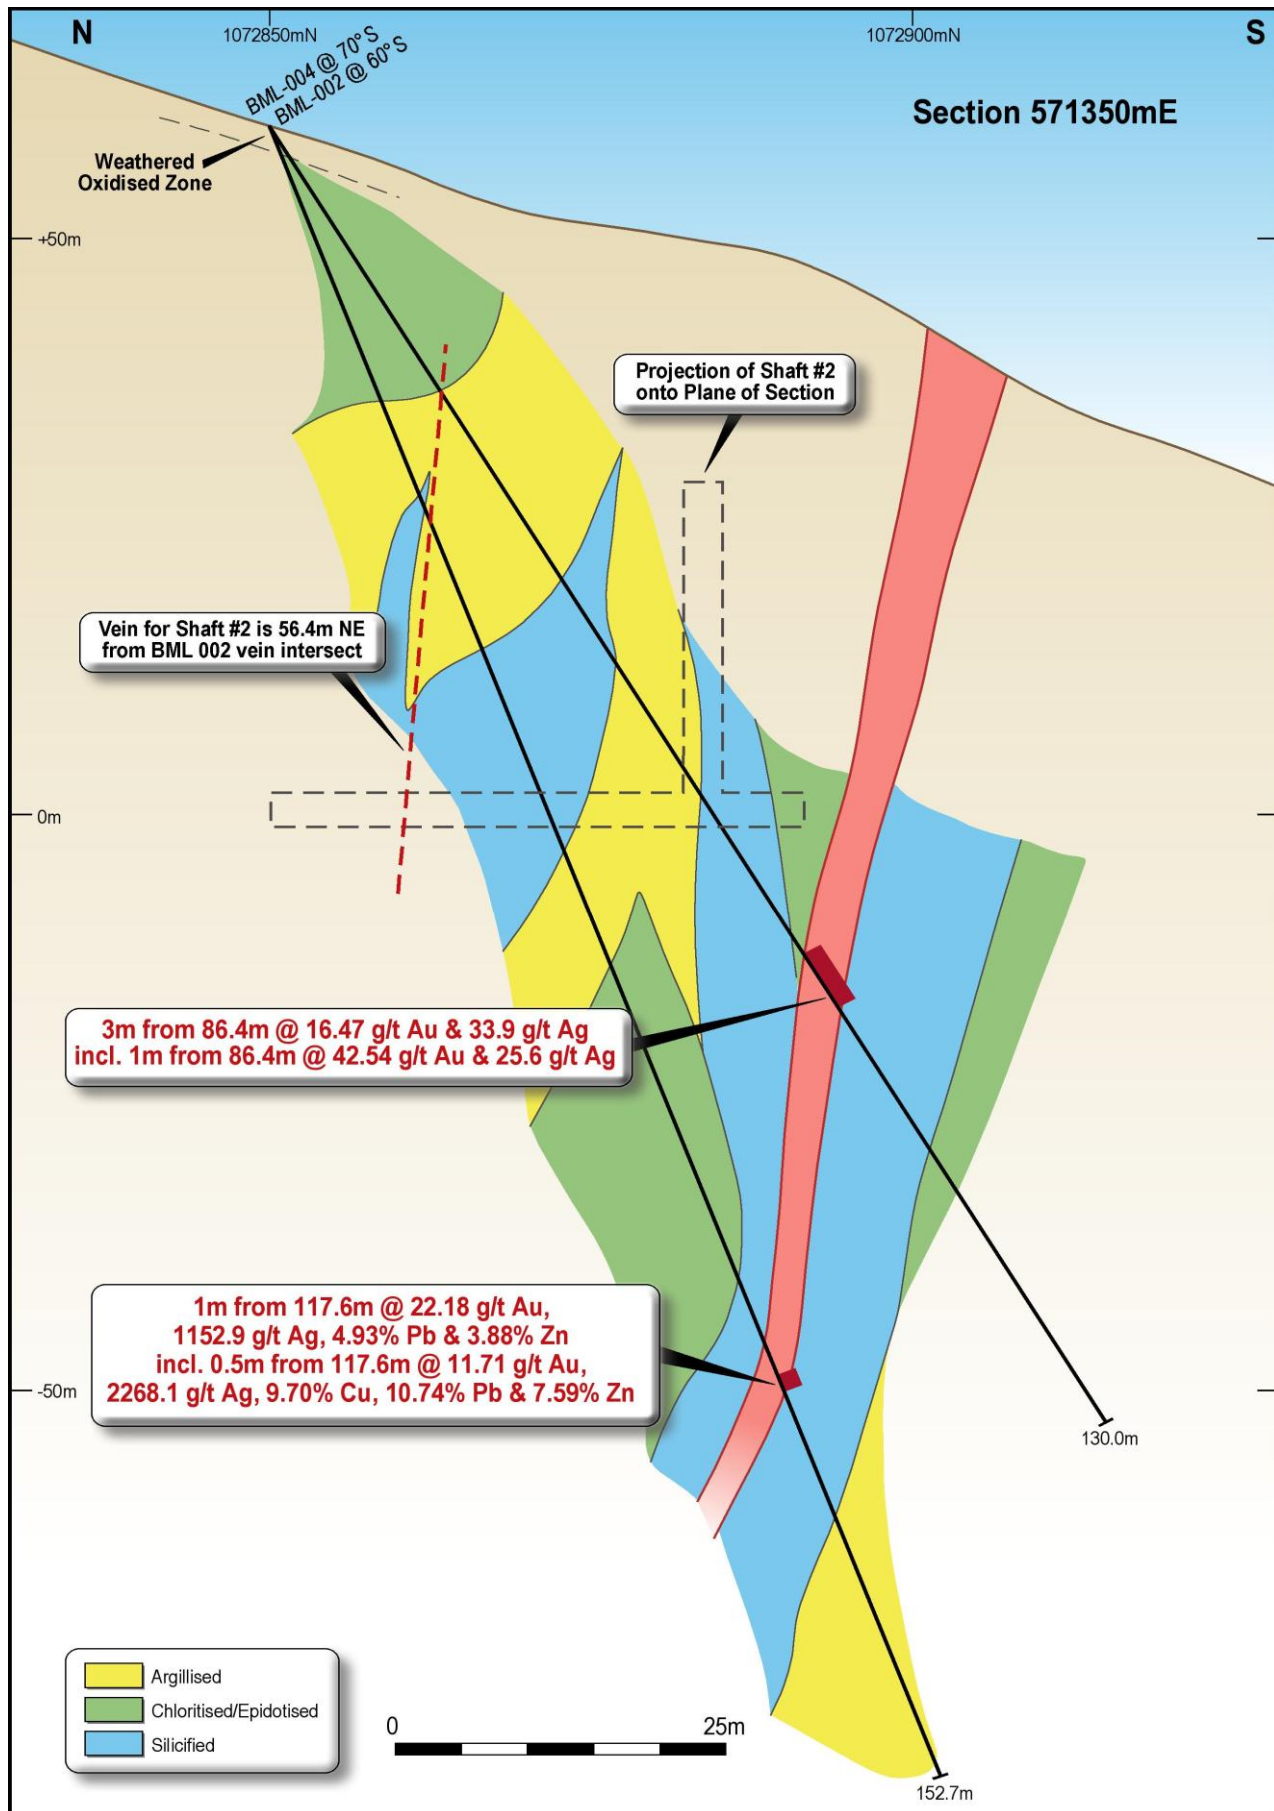 N
1072850mN
1072900mN
S
BML-004 @ 70° S
BML-002 @ 60° S
Section 571350mE
Weathered
Oxidised Zone
+50m
Projection of Shaft #2
onto Plane of Section
Vein for Shaft #2 is 56.4m NE
from BML 002 vein intersect
0m
3m from 86.4m @ 16.47 g/t Au & 33.9 g/t Ag
incl. 1m from 86.4m @ 42.54 g/t Au & 25.6 g/t Ag
1m from 117.6m @ 22.18 g/t Au,
1152.9 g/t Ag, 4.93% Pb & 3.88% Zn
incl. 0.5m from 117.6m @ 11.71 g/t Au,
2268.1 g/t Ag, 9.70% Cu, 10.74% Pb & 7.59% Zn
-50m
130.0m
Argillised
Chloritised/Epidotised
Silicified
0
25m
152.7m